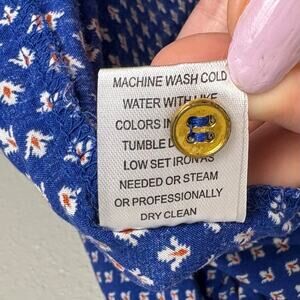 MACHINE WASH COLD
WATER WITH LIKE
COLORS IN
TUMBLE
LOW SET IRON AS
NEEDED OR STEAM
OR PROFESSIONALLY
DRY CLEAN